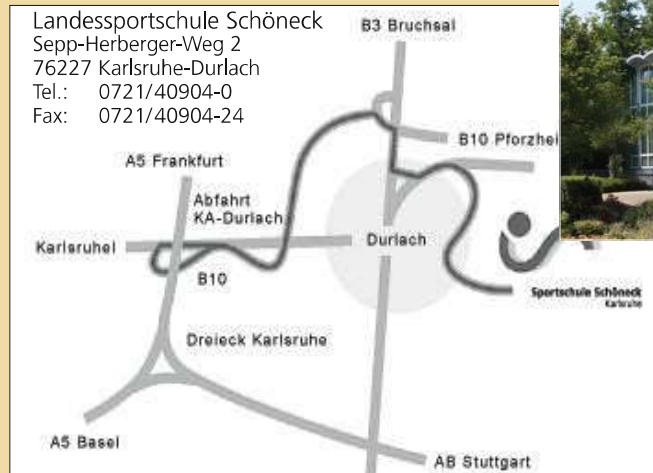 Landessportschule Schöneck
Sepp-Herberger-Weg 2
76227 Karlsruhe-Durlach
Tel.: 0721/40904-0
Fax: 0721/40904-24
B3 Bruchsal
B10 Pforzhei
A5 Frankfurt
Abfahrt
KA-Durlach
Karlsruhe
Durlach
B10
Sportschule Schöneck
Karlsruhe
Dreieck Karlsruhe
A5 Basel
AB Stuttgart